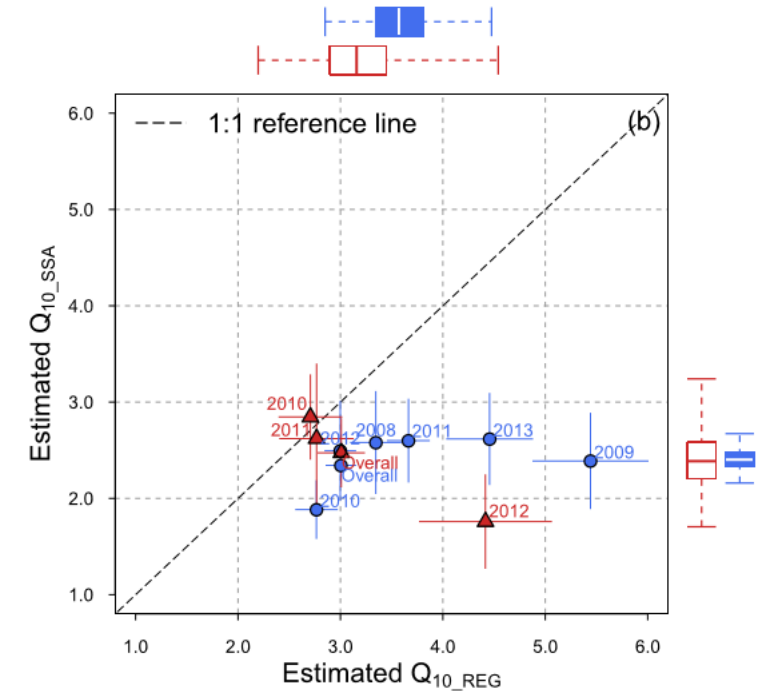 1:1 reference line
(b)
6.0
5.0
4.0
3.0
2.0
1.0
Estimated Q10_SSA
2010
2011
2012
2008
2011
2013
2009
Overall
Overall
2010
2012
1.0 2.0 3.0 4.0 5.0 6.0
Estimated Q10_REG